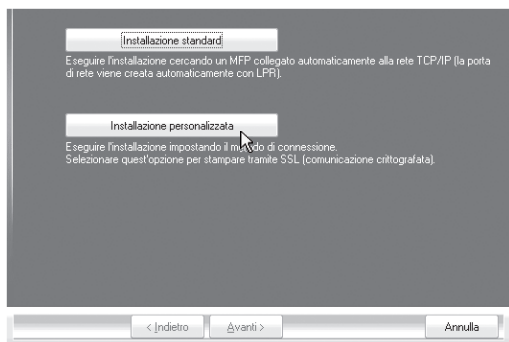 Installazione standard
Eseguire l'installazione cercando un MFP collegato automaticamente alla rete TCP/IP (la porta
di rete viene creata automaticamente con LPR).
Installazione personalizzata
Eseguire l'installazione impostando il metodo di connessione.
Selezionare quest'opzione per stampare tramite SSL (comunicazione crittografata).
< Indietro Avanti > Annulla